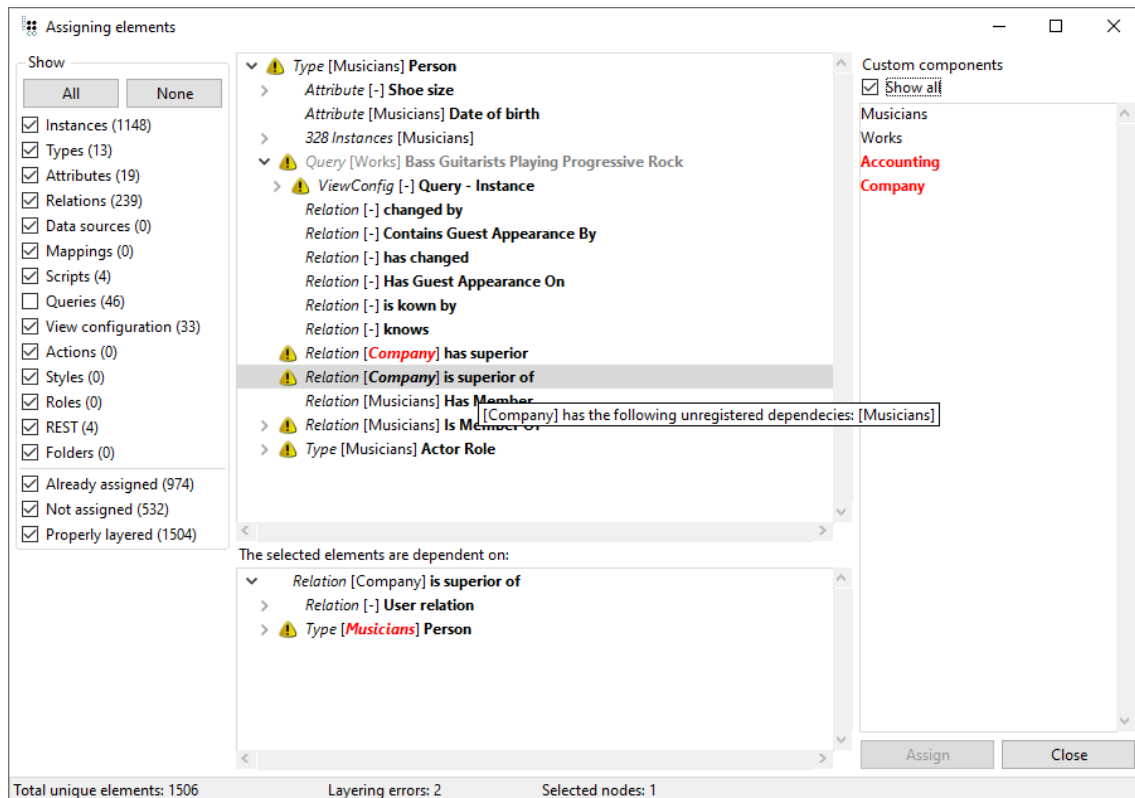 Assigning elements
Show
All None
Instances (1148)
Types (13)
Attributes (19)
Relations (239)
Data sources (0)
Mappings (0)
Scripts (4)
Queries (46)
View configuration (33)
Actions (0)
Styles (0)
Roles (0)
REST (4)
Folders (0)
Already assigned (974)
Not assigned (532)
Properly layered (1504)
Type [Musicians] Person
Attribute [-] Shoe size
Attribute [Musicians] Date of birth
328 Instances [Musicians]
Query [Works] Bass Guitarists Playing Progressive Rock
ViewConfig [-] Query - Instance
Relation [-] changed by
Relation [-] Contains Guest Appearance By
Relation [-] has changed
Relation [-] Has Guest Appearance On
Relation [-] is kown by
Relation [-] knows
Relation [Company] has superior
Relation [Company] is superior of
Relation [Musicians] Has Member
[Company] has the following unregistered dependecies: [Musicians]
Relation [Musicians] Is Member Of
Type [Musicians] Actor Role
The selected elements are dependent on:
Relation [Company] is superior of
Relation [-] User relation
Type [Musicians] Person
Custom components
Show all
Musicians
Works
Accounting
Company
Assign Close
Total unique elements: 1506 Layering errors: 2 Selected nodes: 1